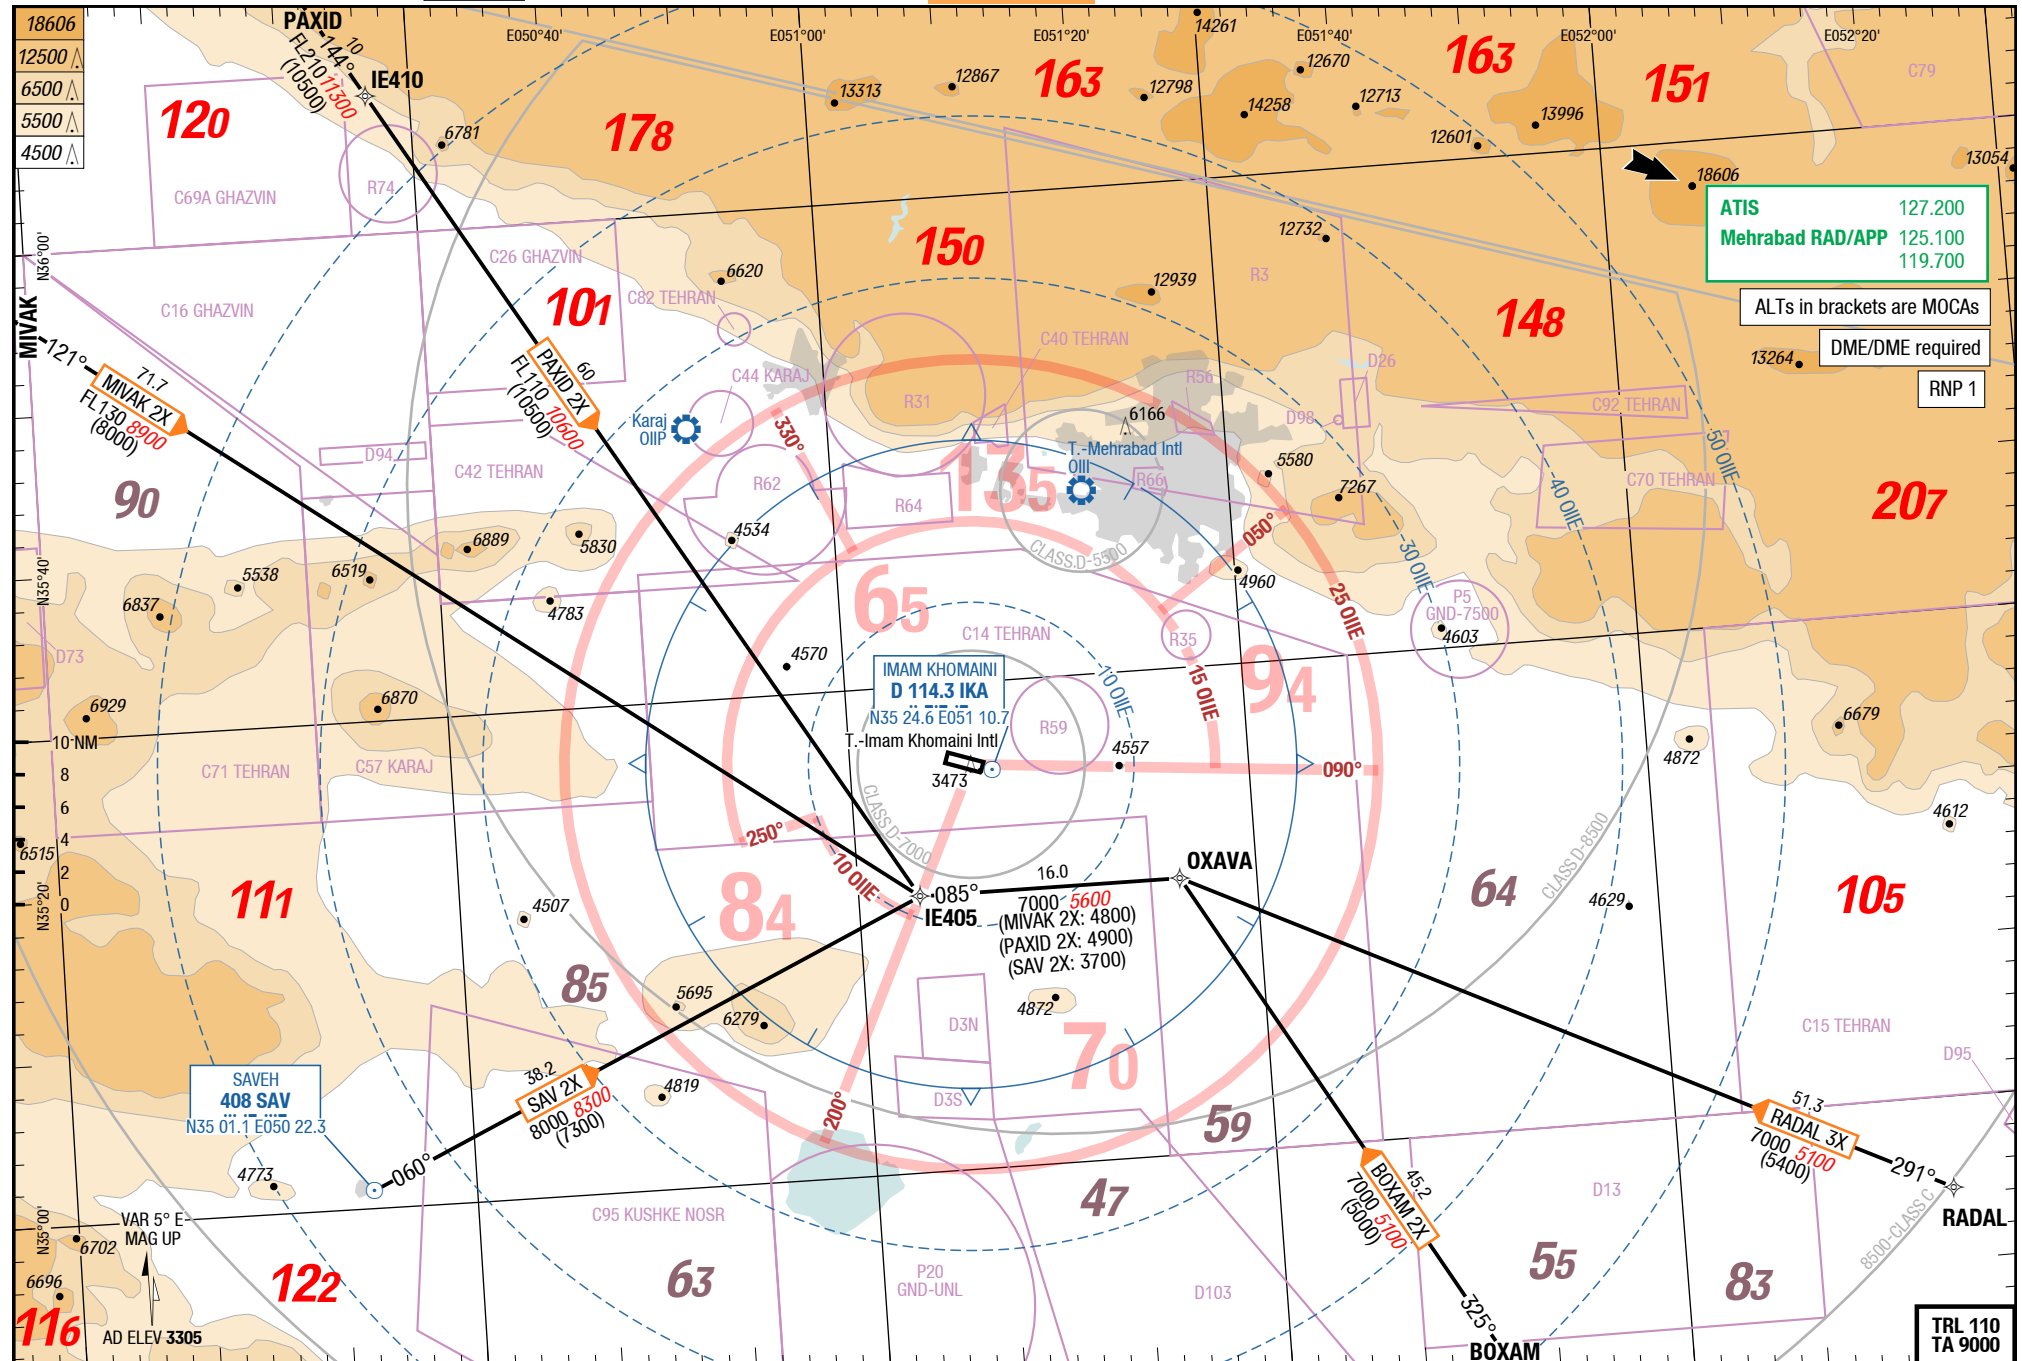 18606
12500
6500
5500
4500
PAXID
10
144°
FL210 11300
(10500)
IE410
E050°40'
E051°00'
E051°20'
E051°40'
E052°00'
E052°20'
14261
12670
12867
12798
13313
14258
12713
13996
12601
18606
13054
6781
120
178
163
163
151
C79
R74
C69A GHAZVIN
ATIS 127.200
Mehrabad RAD/APP 125.100
119.700
ALTs in brackets are MOCAs
DME/DME required
RNP 1
N36°00'
C26 GHAZVIN
C16 GHAZVIN
101
150
148
12732
12939
6620
C82 TEHRAN
R3
C40 TEHRAN
13264
MIVAK
121°
71.7
MIVAK 2X
FL130 8900
(8000)
60
PAXID 2X
FL110 10600
(10500)
C44 KARAJ
R31
R56
D26
D98
C92 TEHRAN
Karaj
OIIP
330°
6166
T.-Mehrabad Intl
OIII
5580
7267
R66
C70 TEHRAN
50 OIIE
90
D94
C42 TEHRAN
R62
R64
135
207
40 OIIE
4534
050°
CLASS.D-5500
30 OIIE
6889
5830
6519
5538
6837
4783
4960
N35°40'
65
25 OIIE
P5
GND-7500
4603
C14 TEHRAN
R35
D73
4570
IMAM KHOMAINI
D 114.3 IKA
N35 24.6 E051 10.7
T.-Imam Khomaini Intl
3473
10 OIIE
15 OIIE
94
R59
4557
090°
6929
6870
6679
4872
10 NM
8
6
4
2
0
C71 TEHRAN
C57 KARAJ
CLASS.D-7000
250°
10 OIIE
4612
6515
N35°20'
OXAVA
16.0
085°
7000 5600
(MIVAK 2X: 4800)
(PAXID 2X: 4900)
(SAV 2X: 3700)
IE405
84
64
CLASS D-8500
4629
105
111
4507
85
5695
6279
4872
D3N
D3S
70
C15 TEHRAN
D95
SAVEH
408 SAV
N35 01.1 E050 22.3
38.2
SAV 2X
8000 8300
(7300)
4819
200°
59
51.3
RADAL 3X
7000 5100
(5400)
291°
RADAL
060°
4773
45.2
BOXAM 2X
7000 5100
(5000)
47
D13
8500-CLASS C
N35°00'
VAR 5° E
MAG UP
C95 KUSHKE NOSR
6702
6696
122
63
P20
GND-UNL
D103
55
83
116
AD ELEV 3305
325°
BOXAM
TRL 110
TA 9000